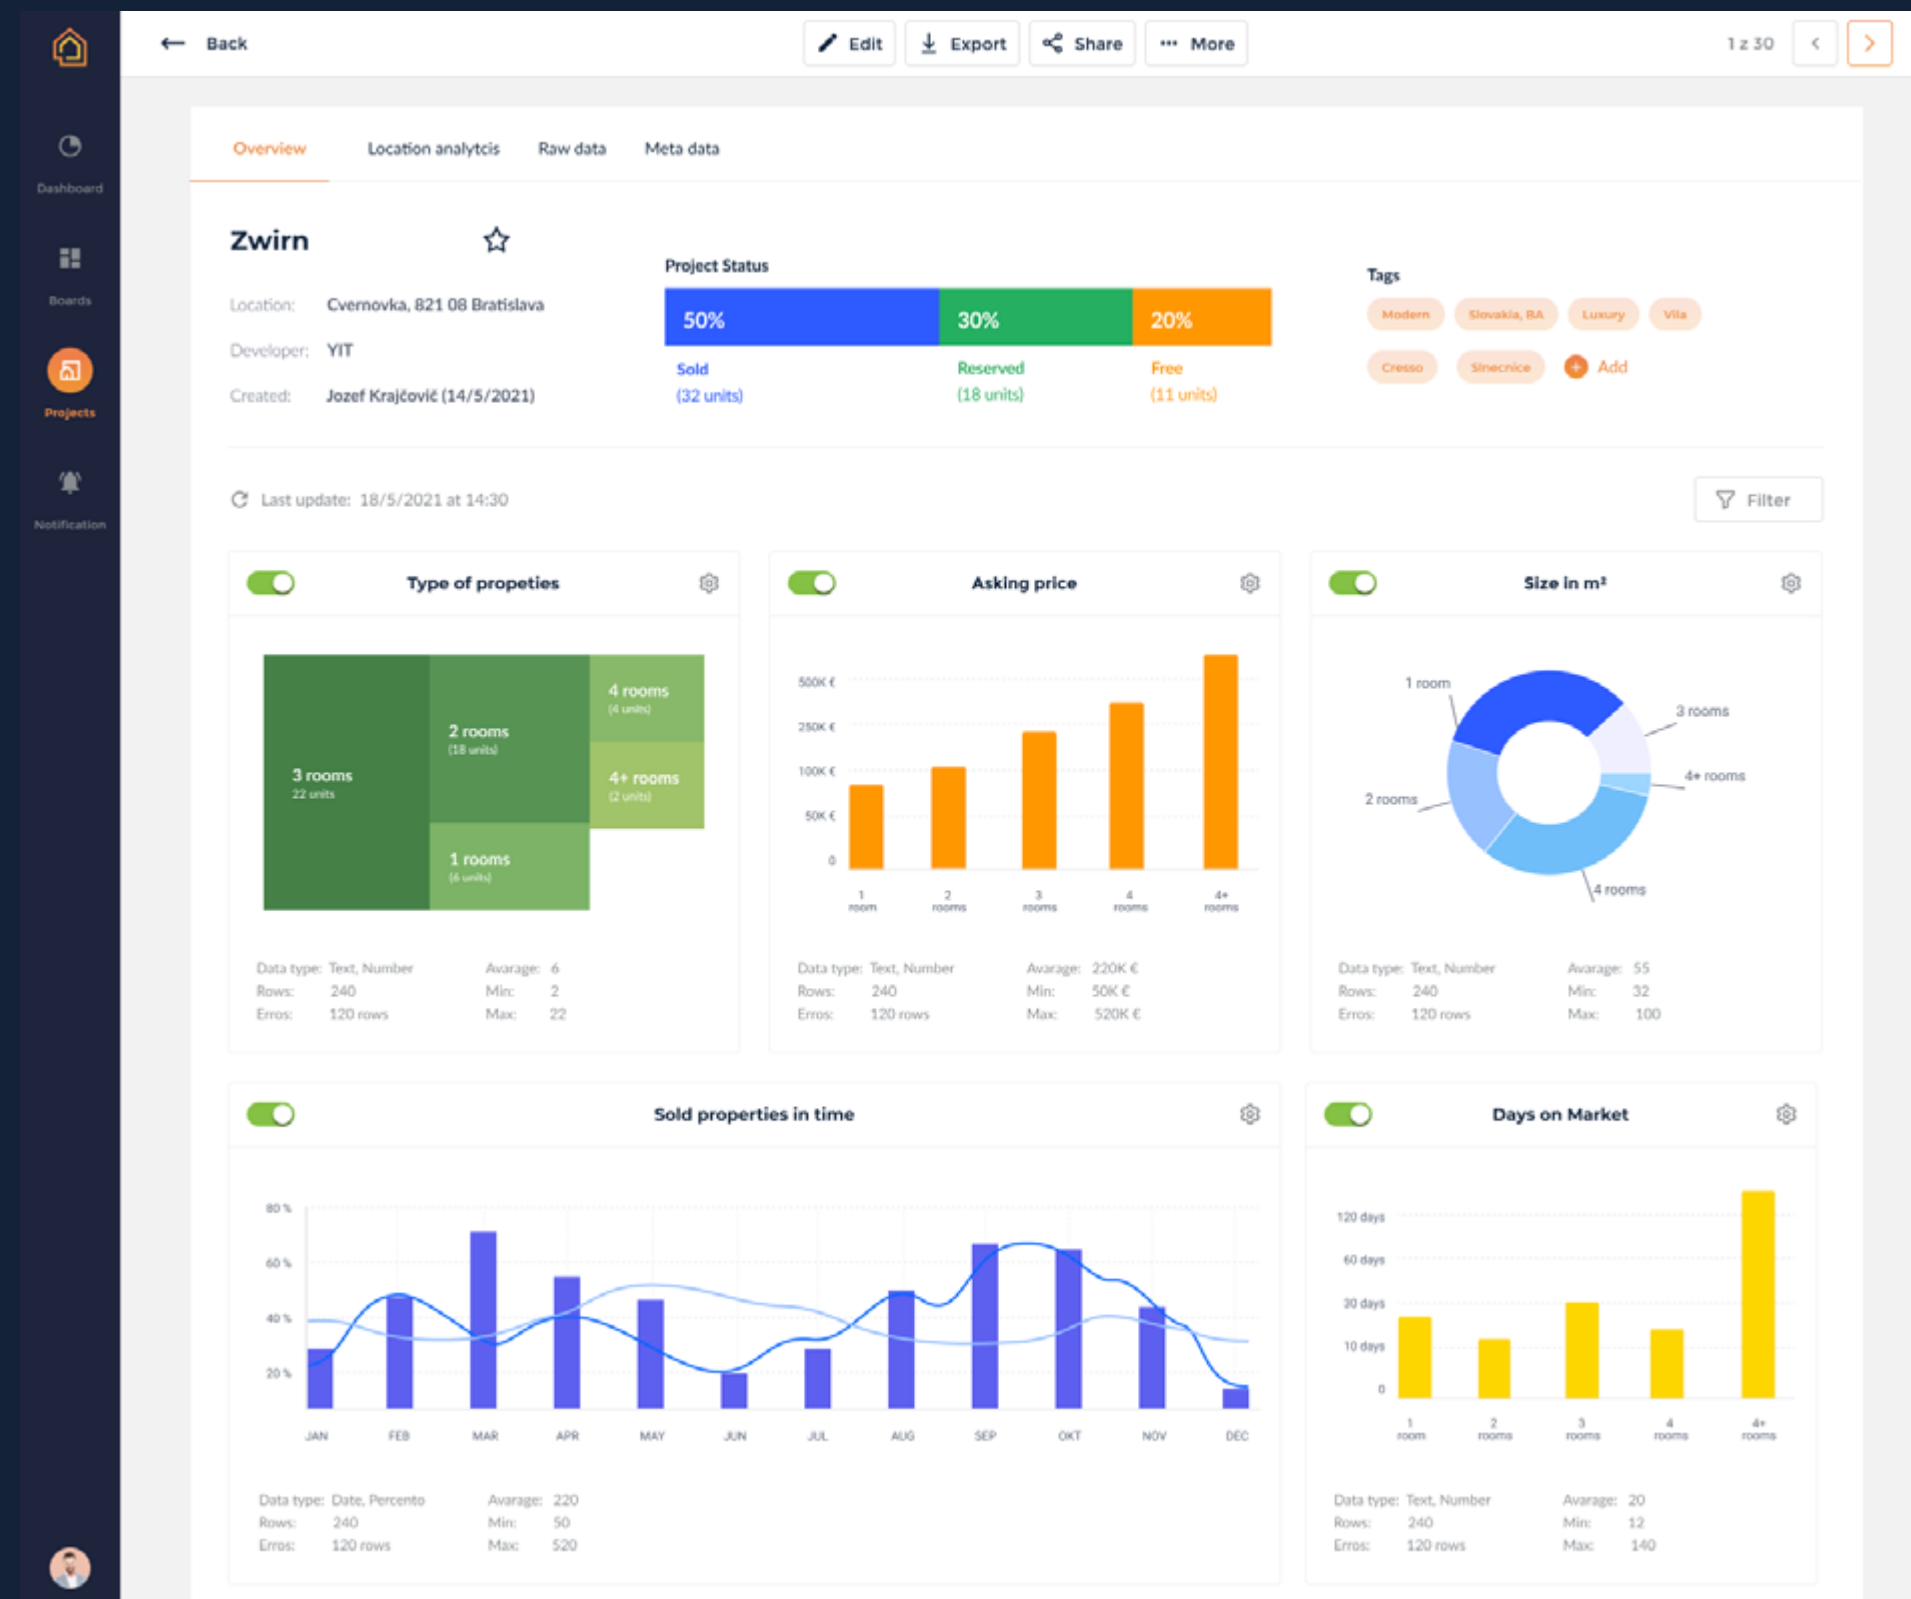 Back
Edit
Export
Share
More
1 z 30
Dashboard
Boards
Projects
Notification
Overview
Location analytcis
Raw data
Meta data
Zwirn
Location: Cvernovka, 821 08 Bratislava
Developer: YIT
Created: Jozef Krajčovič (14/5/2021)
Project Status
50%
30%
20%
Sold
(32 units)
Reserved
(18 units)
Free
(11 units)
Tags
Modern
Slovakia, BA
Luxury
Vila
Cresso
Slnecnice
Add
Last update: 18/5/2021 at 14:30
Filter
Type of propeties
3 rooms
22 units
2 rooms
(18 units)
1 rooms
(6 units)
4 rooms
(4 units)
4+ rooms
(2 units)
Data type: Text, Number
Rows: 240
Erros: 120 rows
Avarage: 6
Min: 2
Max: 22
Asking price
500K €
250K €
100K €
50K €
0
1
room
2
rooms
3
rooms
4
rooms
4+
rooms
Data type: Text, Number
Rows: 240
Erros: 120 rows
Avarage: 220K €
Min: 50K €
Max: 520K €
Size in m²
1 room
3 rooms
4+ rooms
2 rooms
4 rooms
Data type: Text, Number
Rows: 240
Erros: 120 rows
Avarage: 55
Min: 32
Max: 100
Sold properties in time
80 %
60 %
40 %
20 %
JAN
FEB
MAR
APR
MAY
JUN
JUL
AUG
SEP
OKT
NOV
DEC
Data type: Date, Percento
Rows: 240
Erros: 120 rows
Avarage: 220
Min: 50
Max: 520
Days on Market
120 days
60 days
30 days
10 days
0
1
room
2
rooms
3
rooms
4
rooms
4+
rooms
Data type: Text, Number
Rows: 240
Erros: 120 rows
Avarage: 20
Min: 12
Max: 140